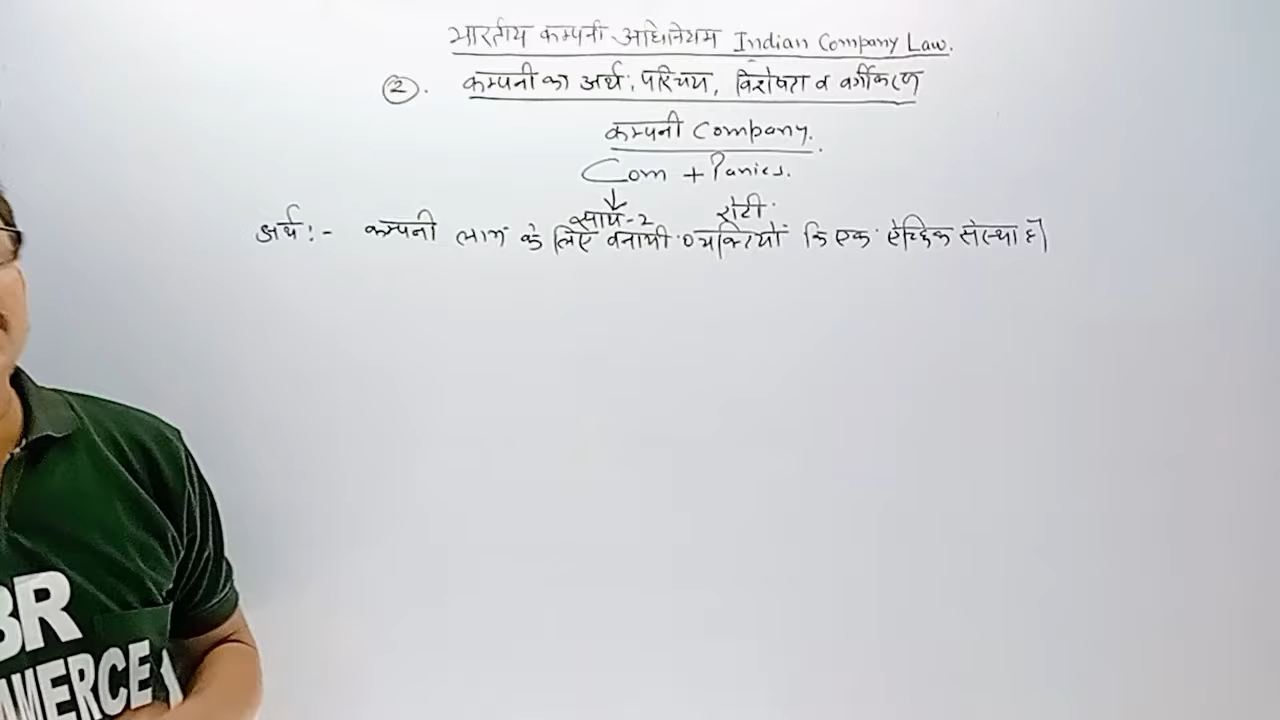 भारतीय कम्पनी अधिनियम Indian Company Law.
② . कम्पनी का अर्थ, परिचय, विशेषता व वर्गीकरण
कम्पनी Company.
Com + Panies.
↓
साथ-2 रोटी
अर्थ :- कम्पनी लाभ के लिए बनायी व्यक्तियों कि एक ऐच्छिक संस्था है|
BR
MMERCE